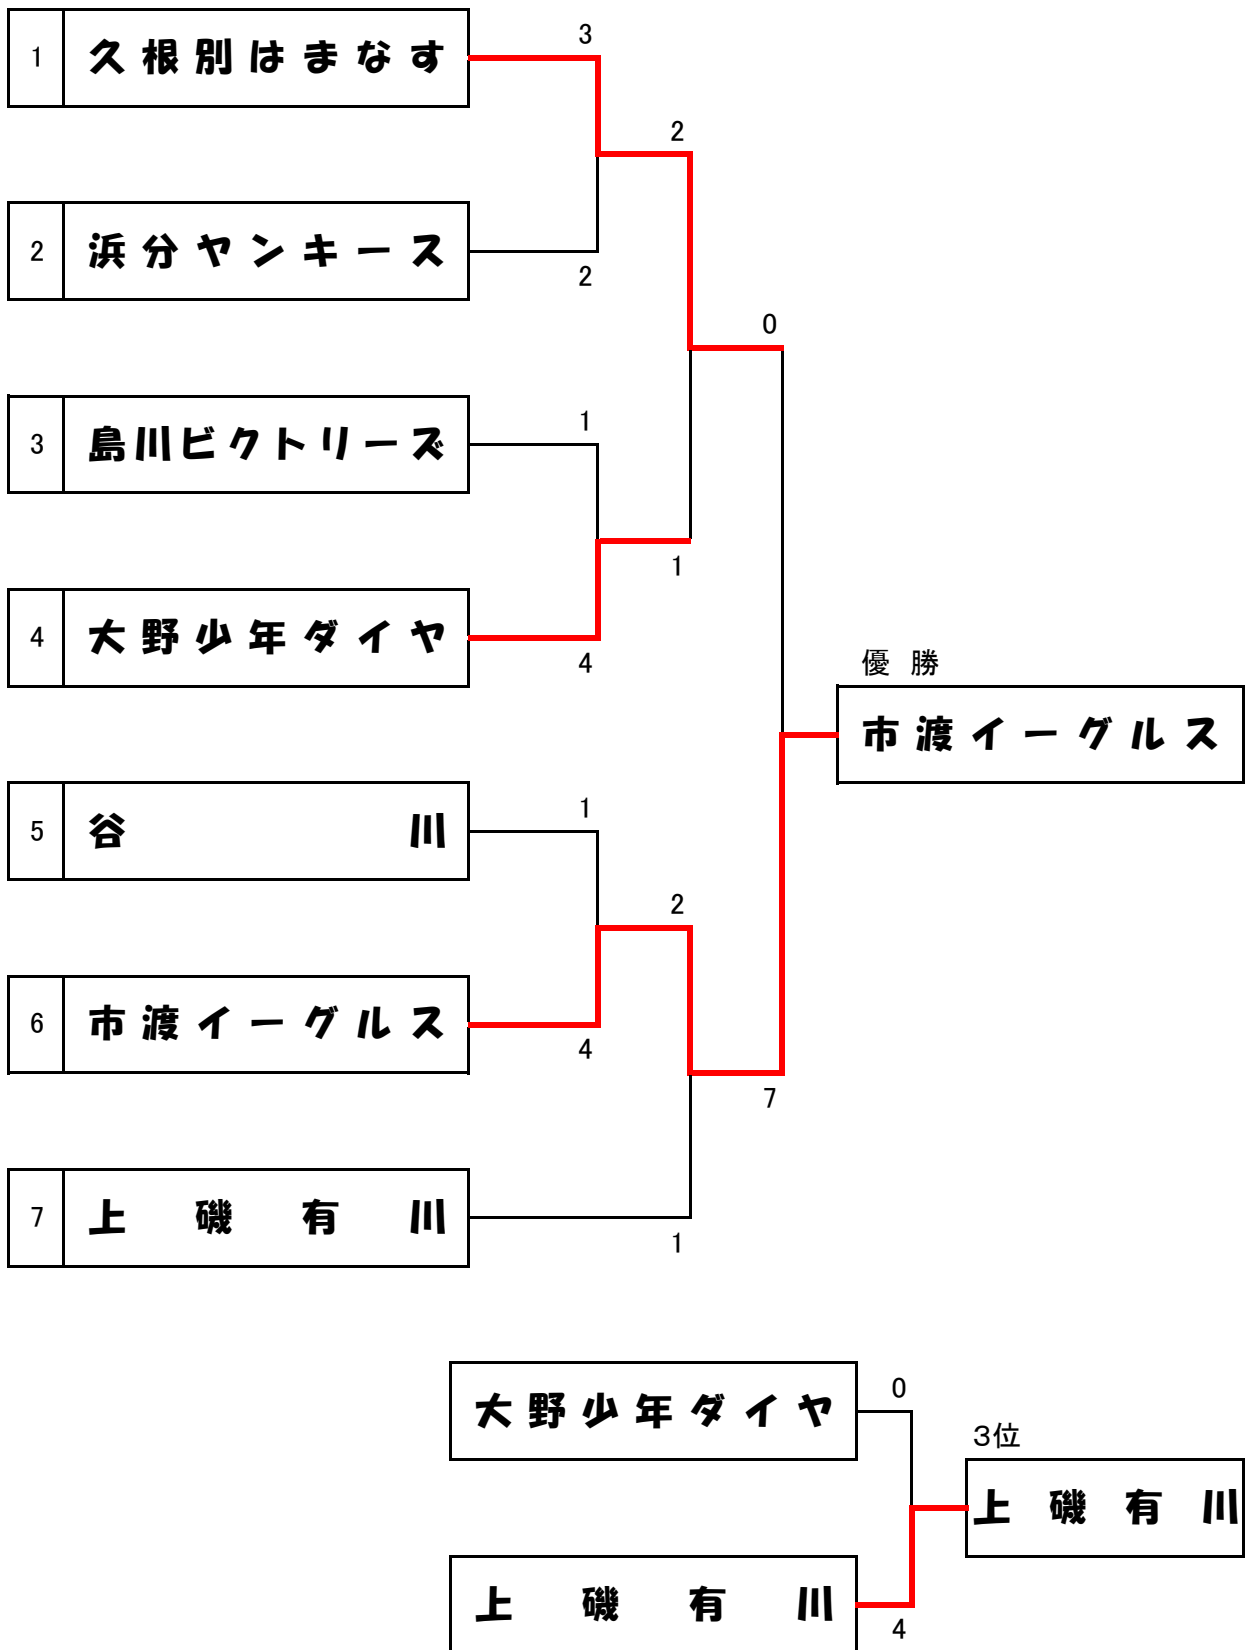 3
1 久根別はまなす
2
2 浜分ヤンキース
2
0
1
3 島川ビクトリーズ
1
4 大野少年ダイヤ
4
優 勝
市渡イーグルス
1
5 谷川
2
6 市渡イーグルス
4
7
7 上磯有川
1
大野少年ダイヤ
0
3位
上磯有川
上磯有川
4